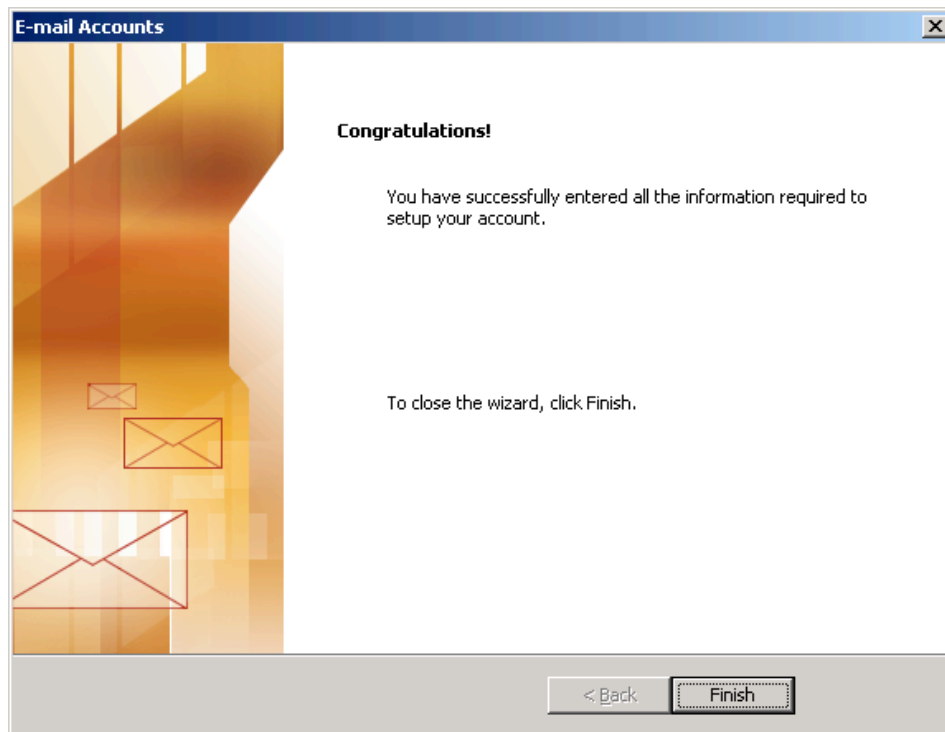 E-mail Accounts
Congratulations!
You have successfully entered all the information required to
setup your account.
To close the wizard, click Finish.
< Back
Finish